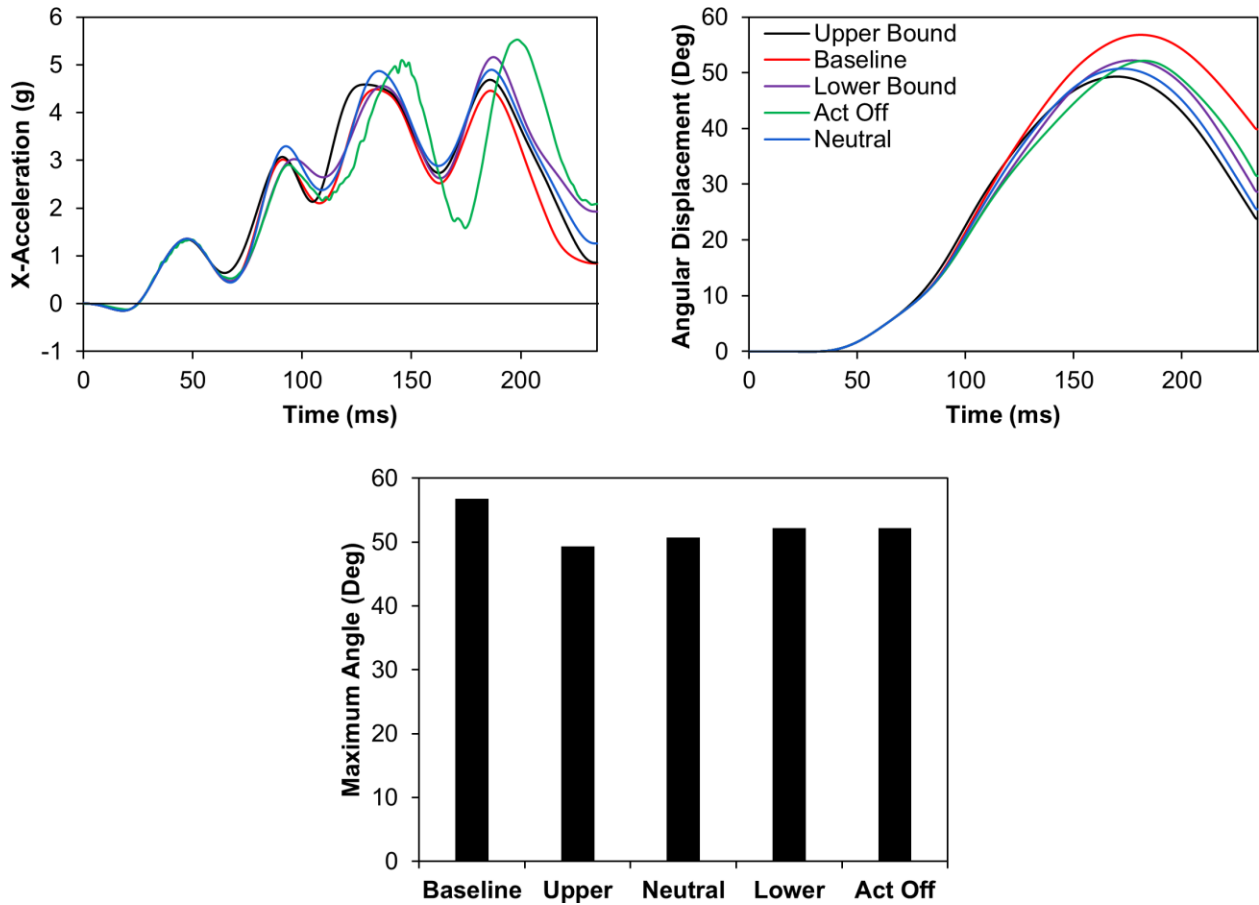 6
5
4
3
2
1
0
-1
X-Acceleration (g)
0 50 100 150 200
Time (ms)
60
50
40
30
20
10
0
Angular Displacement (Deg)
Upper Bound
Baseline
Lower Bound
Act Off
Neutral
0 50 100 150 200
Time (ms)
60
50
40
30
20
10
0
Maximum Angle (Deg)
Baseline Upper Neutral Lower Act Off